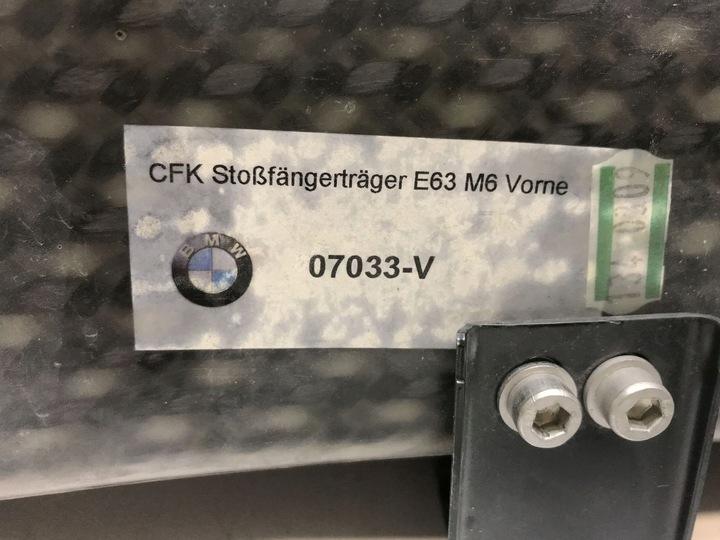 CFK Stoßfängerträger E63 M6 Vorne
BMW
07033-V